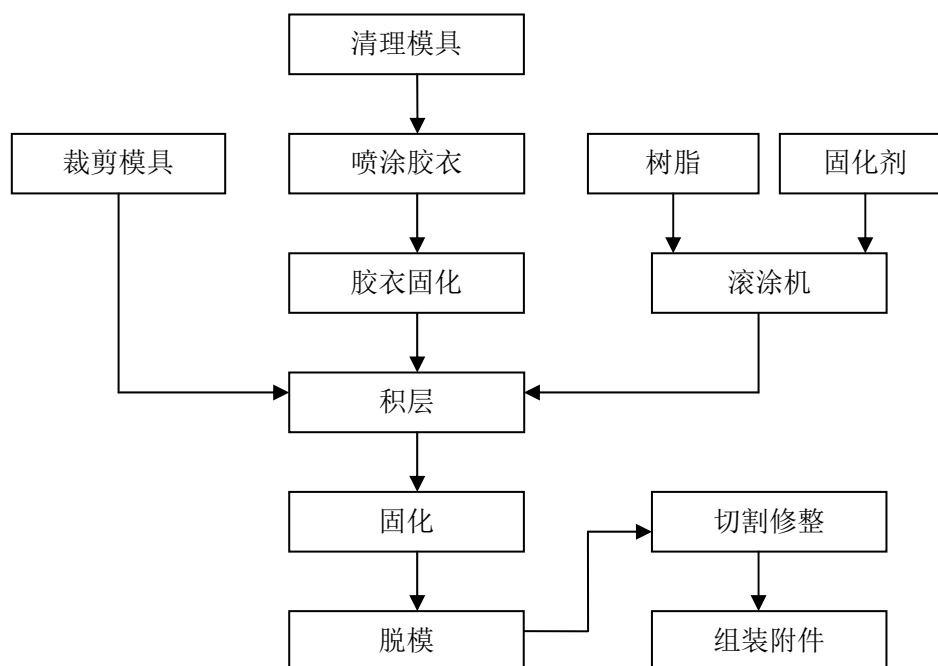 清理模具
裁剪模具
喷涂胶衣
树脂
固化剂
胶衣固化
滚涂机
积层
固化
切割修整
脱模
组装附件